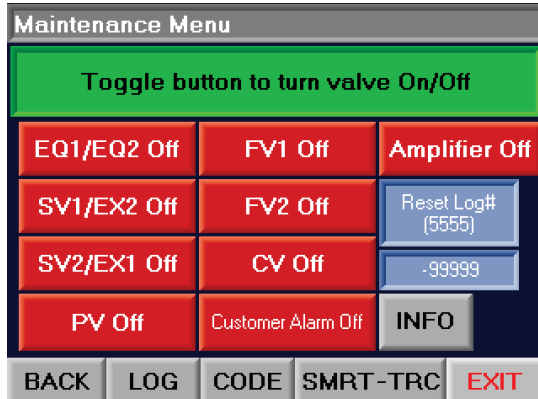 Maintenance Menu
Toggle button to turn valve On/Off
EQ1/EQ2 Off
FV1 Off
Amplifier Off
SV1/EX2 Off
FV2 Off
Reset Log#
(5555)
SV2/EX1 Off
CV Off
-99999
PV Off
Customer Alarm Off
INFO
BACK
LOG
CODE
SMRT-TRC
EXIT